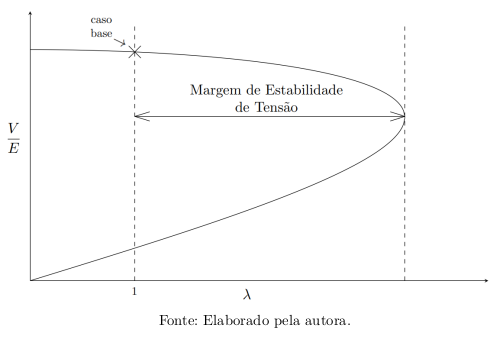 caso
base
Margem de Estabilidade
de Tensão
V
E
1
λ
Fonte: Elaborado pela autora.